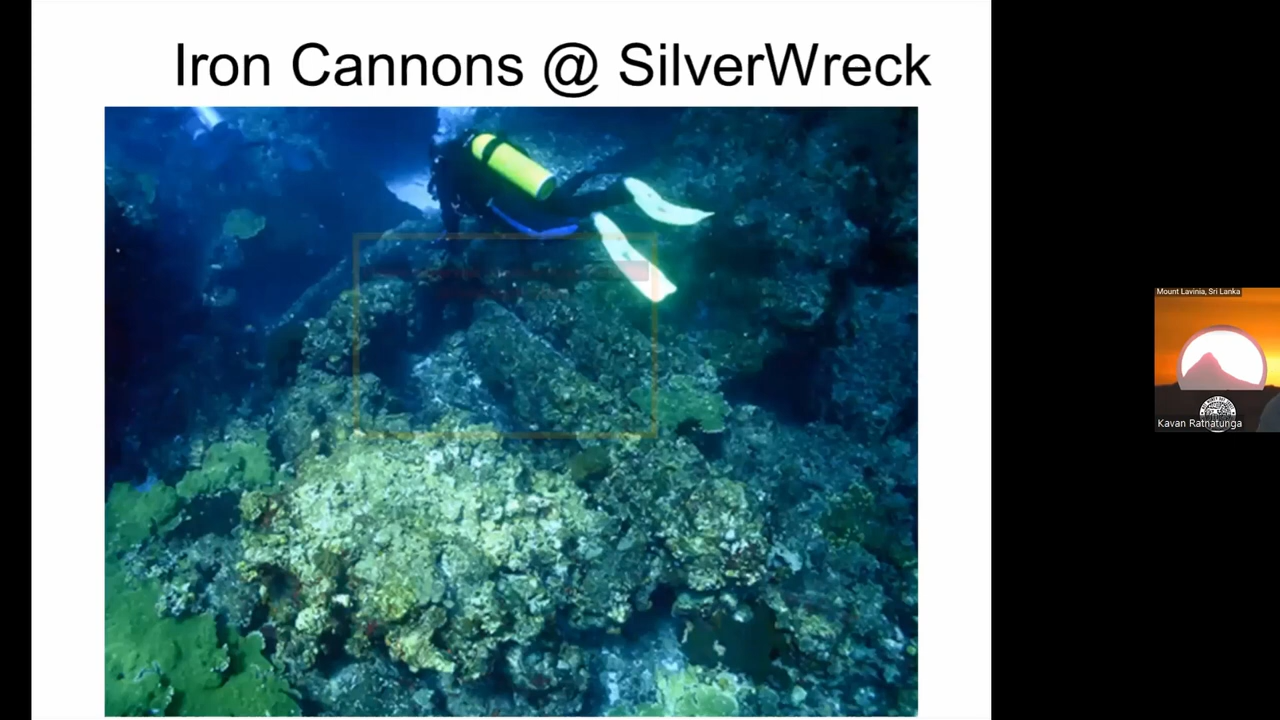 Iron Cannons @ SilverWreck
Mount Lavinia, Sri Lanka
Kavan Ratnatunga